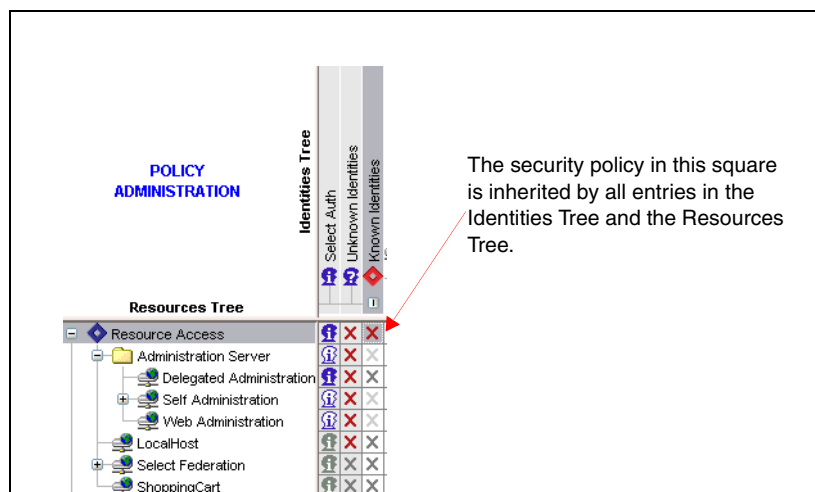 POLICY
ADMINISTRATION
Identities Tree
Select Auth
Unknown Identities
Known Identities
The security policy in this square
is inherited by all entries in the
Identities Tree and the Resources
Tree.
Resources Tree
Resource Access
Administration Server
Delegated Administration
Self Administration
Web Administration
LocalHost
Select Federation
ShoppingCart